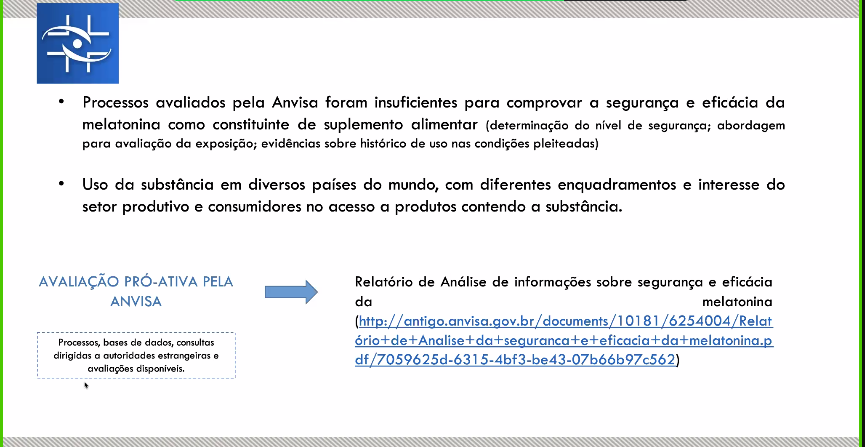 • Processos avaliados pela Anvisa foram insuficientes para comprovar a segurança e eficácia da
melatonina como constituinte de suplemento alimentar (determinação do nível de segurança; abordagem
para avaliação da exposição; evidências sobre histórico de uso nas condições pleiteadas)
• Uso da substância em diversos países do mundo, com diferentes enquadramentos e interesse do
setor produtivo e consumidores no acesso a produtos contendo a substância.
AVALIAÇÃO PRÓ-ATIVA PELA
ANVISA
Processos, bases de dados, consultas
dirigidas a autoridades estrangeiras e
avaliações disponíveis.
Relatório de Análise de informações sobre segurança e eficácia
da melatonina
(http://antigo.anvisa.gov.br/documents/10181/6254004/Relat
ório+de+Analise+da+seguranca+e+eficacia+da+melatonina.p
df/7059625d-6315-4bf3-be43-07b66b97c562)